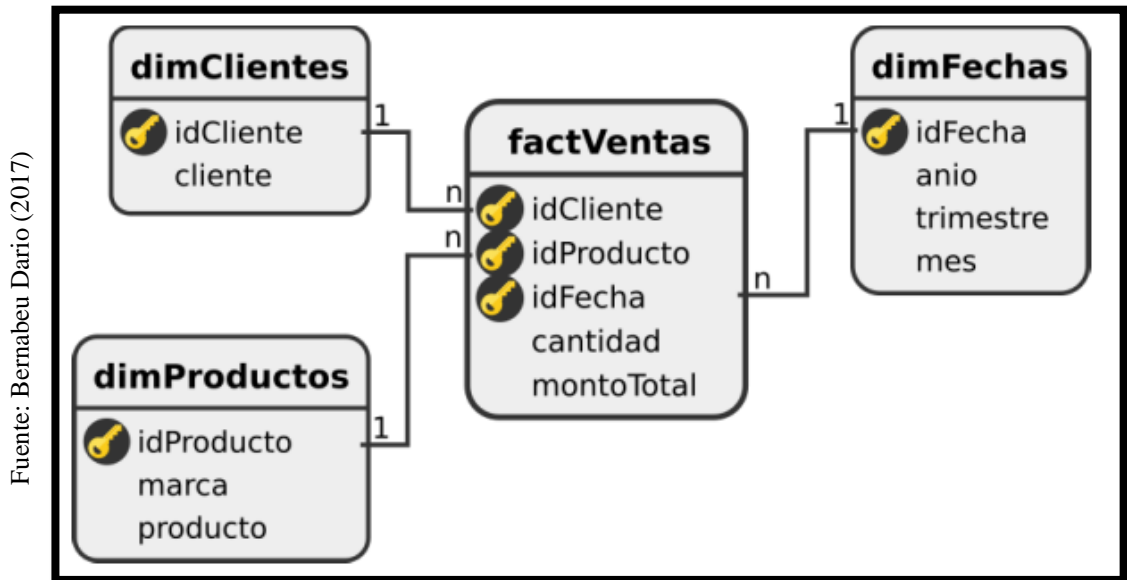 Fuente: Bernabeu Dario (2017)
dimClientes
idCliente
cliente
1
n
dimProductos
idProducto
marca
producto
1
n
factVentas
idCliente
idProducto
idFecha
cantidad
montoTotal
n
1
dimFechas
idFecha
anio
trimestre
mes